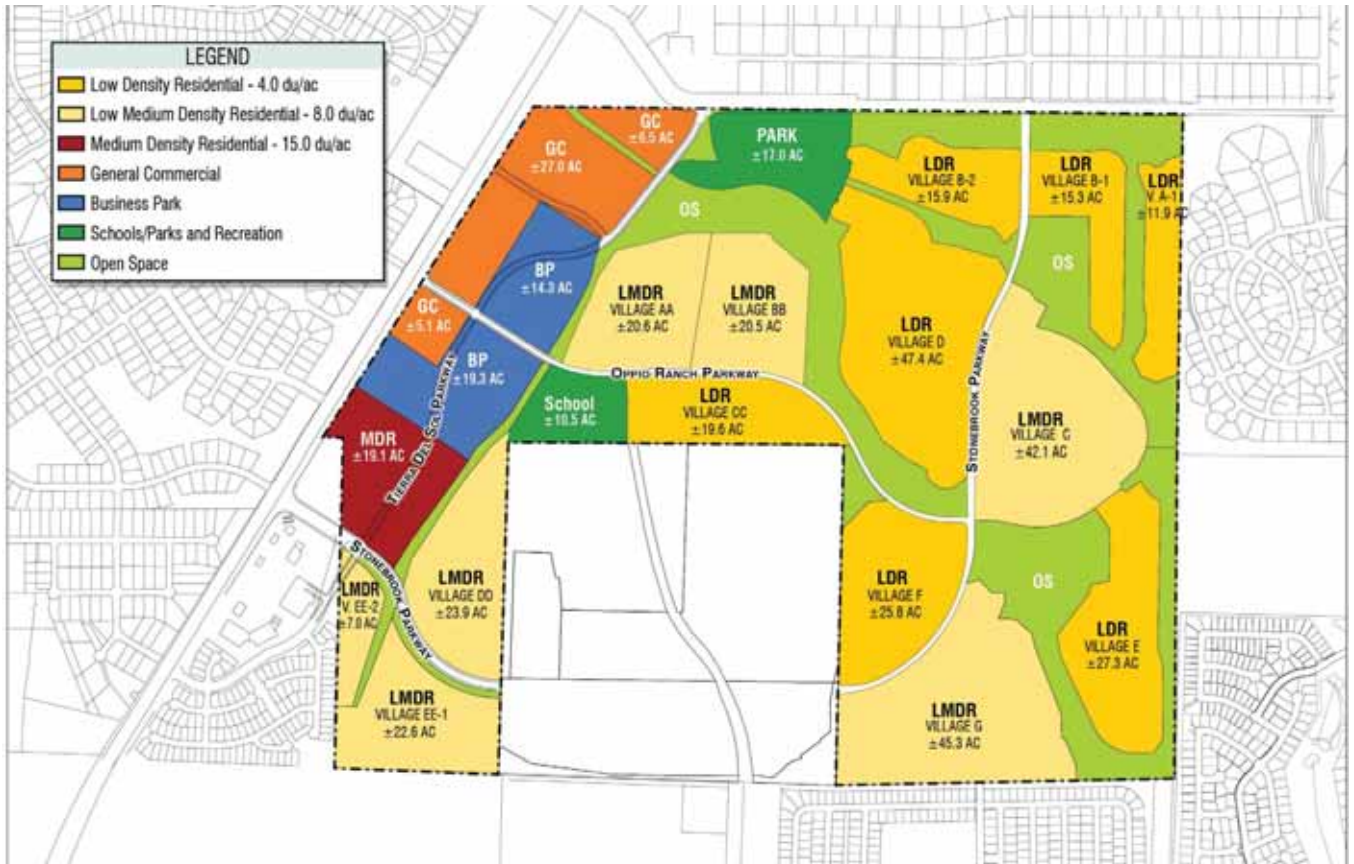 LEGEND
Low Density Residential - 4.0 du/ac
Low Medium Density Residential - 8.0 du/ac
Medium Density Residential - 15.0 du/ac
General Commercial
Business Park
Schools/Parks and Recreation
Open Space
GC
±6.5 AC
GC
±27.0 AC
PARK
±17.0 AC
LDR
VILLAGE B-2
±15.9 AC
LDR
VILLAGE B-1
±15.3 AC
LDR
V. A-1
±11.9 AC
OS
OS
BP
±14.3 AC
LMDR
VILLAGE AA
±20.6 AC
LMDR
VILLAGE BB
±20.5 AC
GC
±5.1 AC
LDR
VILLAGE D
±47.4 AC
BP
±19.3 AC
OPPIO RANCH PARKWAY
STONEBROOK PARKWAY
School
±10.5 AC
LDR
VILLAGE CC
±19.6 AC
LMDR
VILLAGE C
±42.1 AC
MDR
±19.1 AC
TIERRA DEL SOL PARKWAY
STONEBROOK PARKWAY
LMDR
V. EE-2
±7.0 AC
LMDR
VILLAGE DD
±23.9 AC
LDR
VILLAGE F
±25.8 AC
OS
LDR
VILLAGE E
±27.3 AC
LMDR
VILLAGE EE-1
±22.6 AC
LMDR
VILLAGE G
±45.3 AC